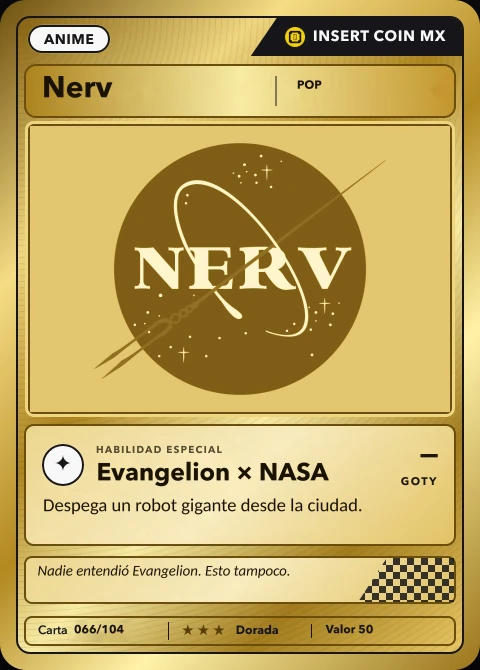 ANIME
INSERT COIN MX
Nerv
POP
NERV
HABILIDAD ESPECIAL
Evangelion × NASA
—
GOTY
Despega un robot gigante desde la ciudad.
Nadie entendió Evangelion. Esto tampoco.
Carta 066/104 ★★★ Dorada Valor 50